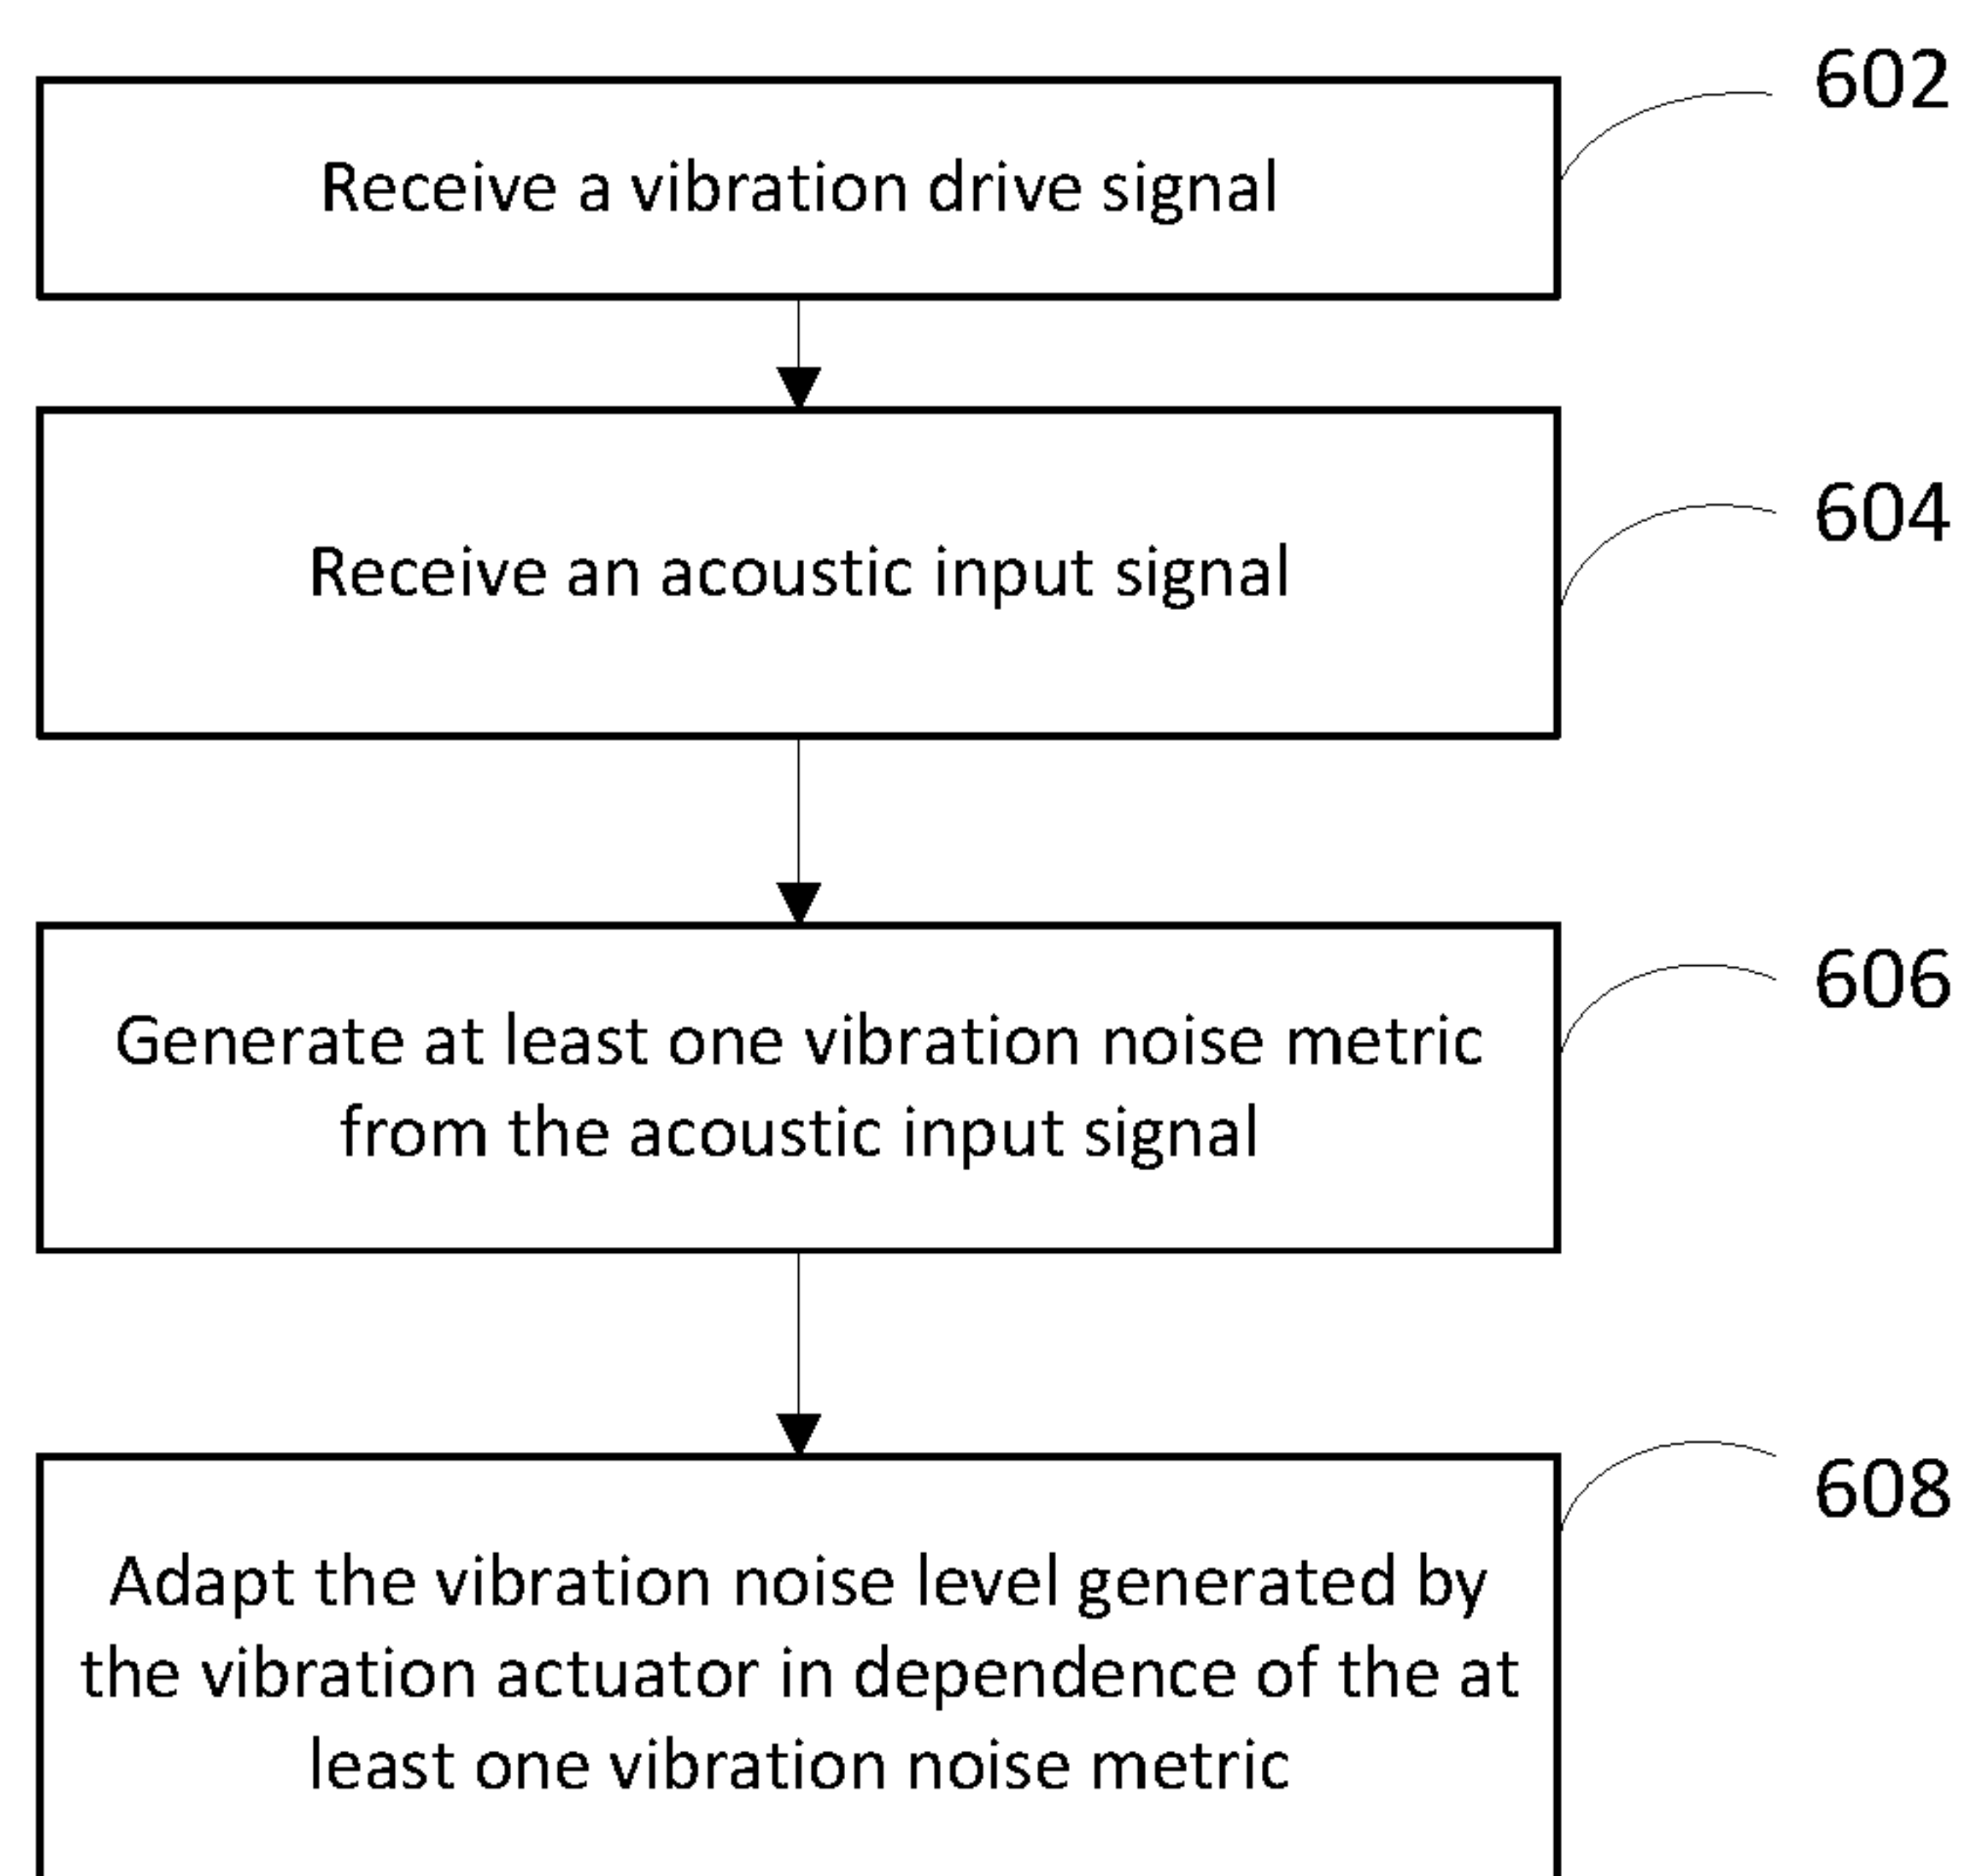 602
Receive a vibration drive signal
604
Receive an acoustic input signal
606
Generate at least one vibration noise metric
from the acoustic input signal
608
Adapt the vibration noise level generated by
the vibration actuator in dependence of the at
least one vibration noise metric